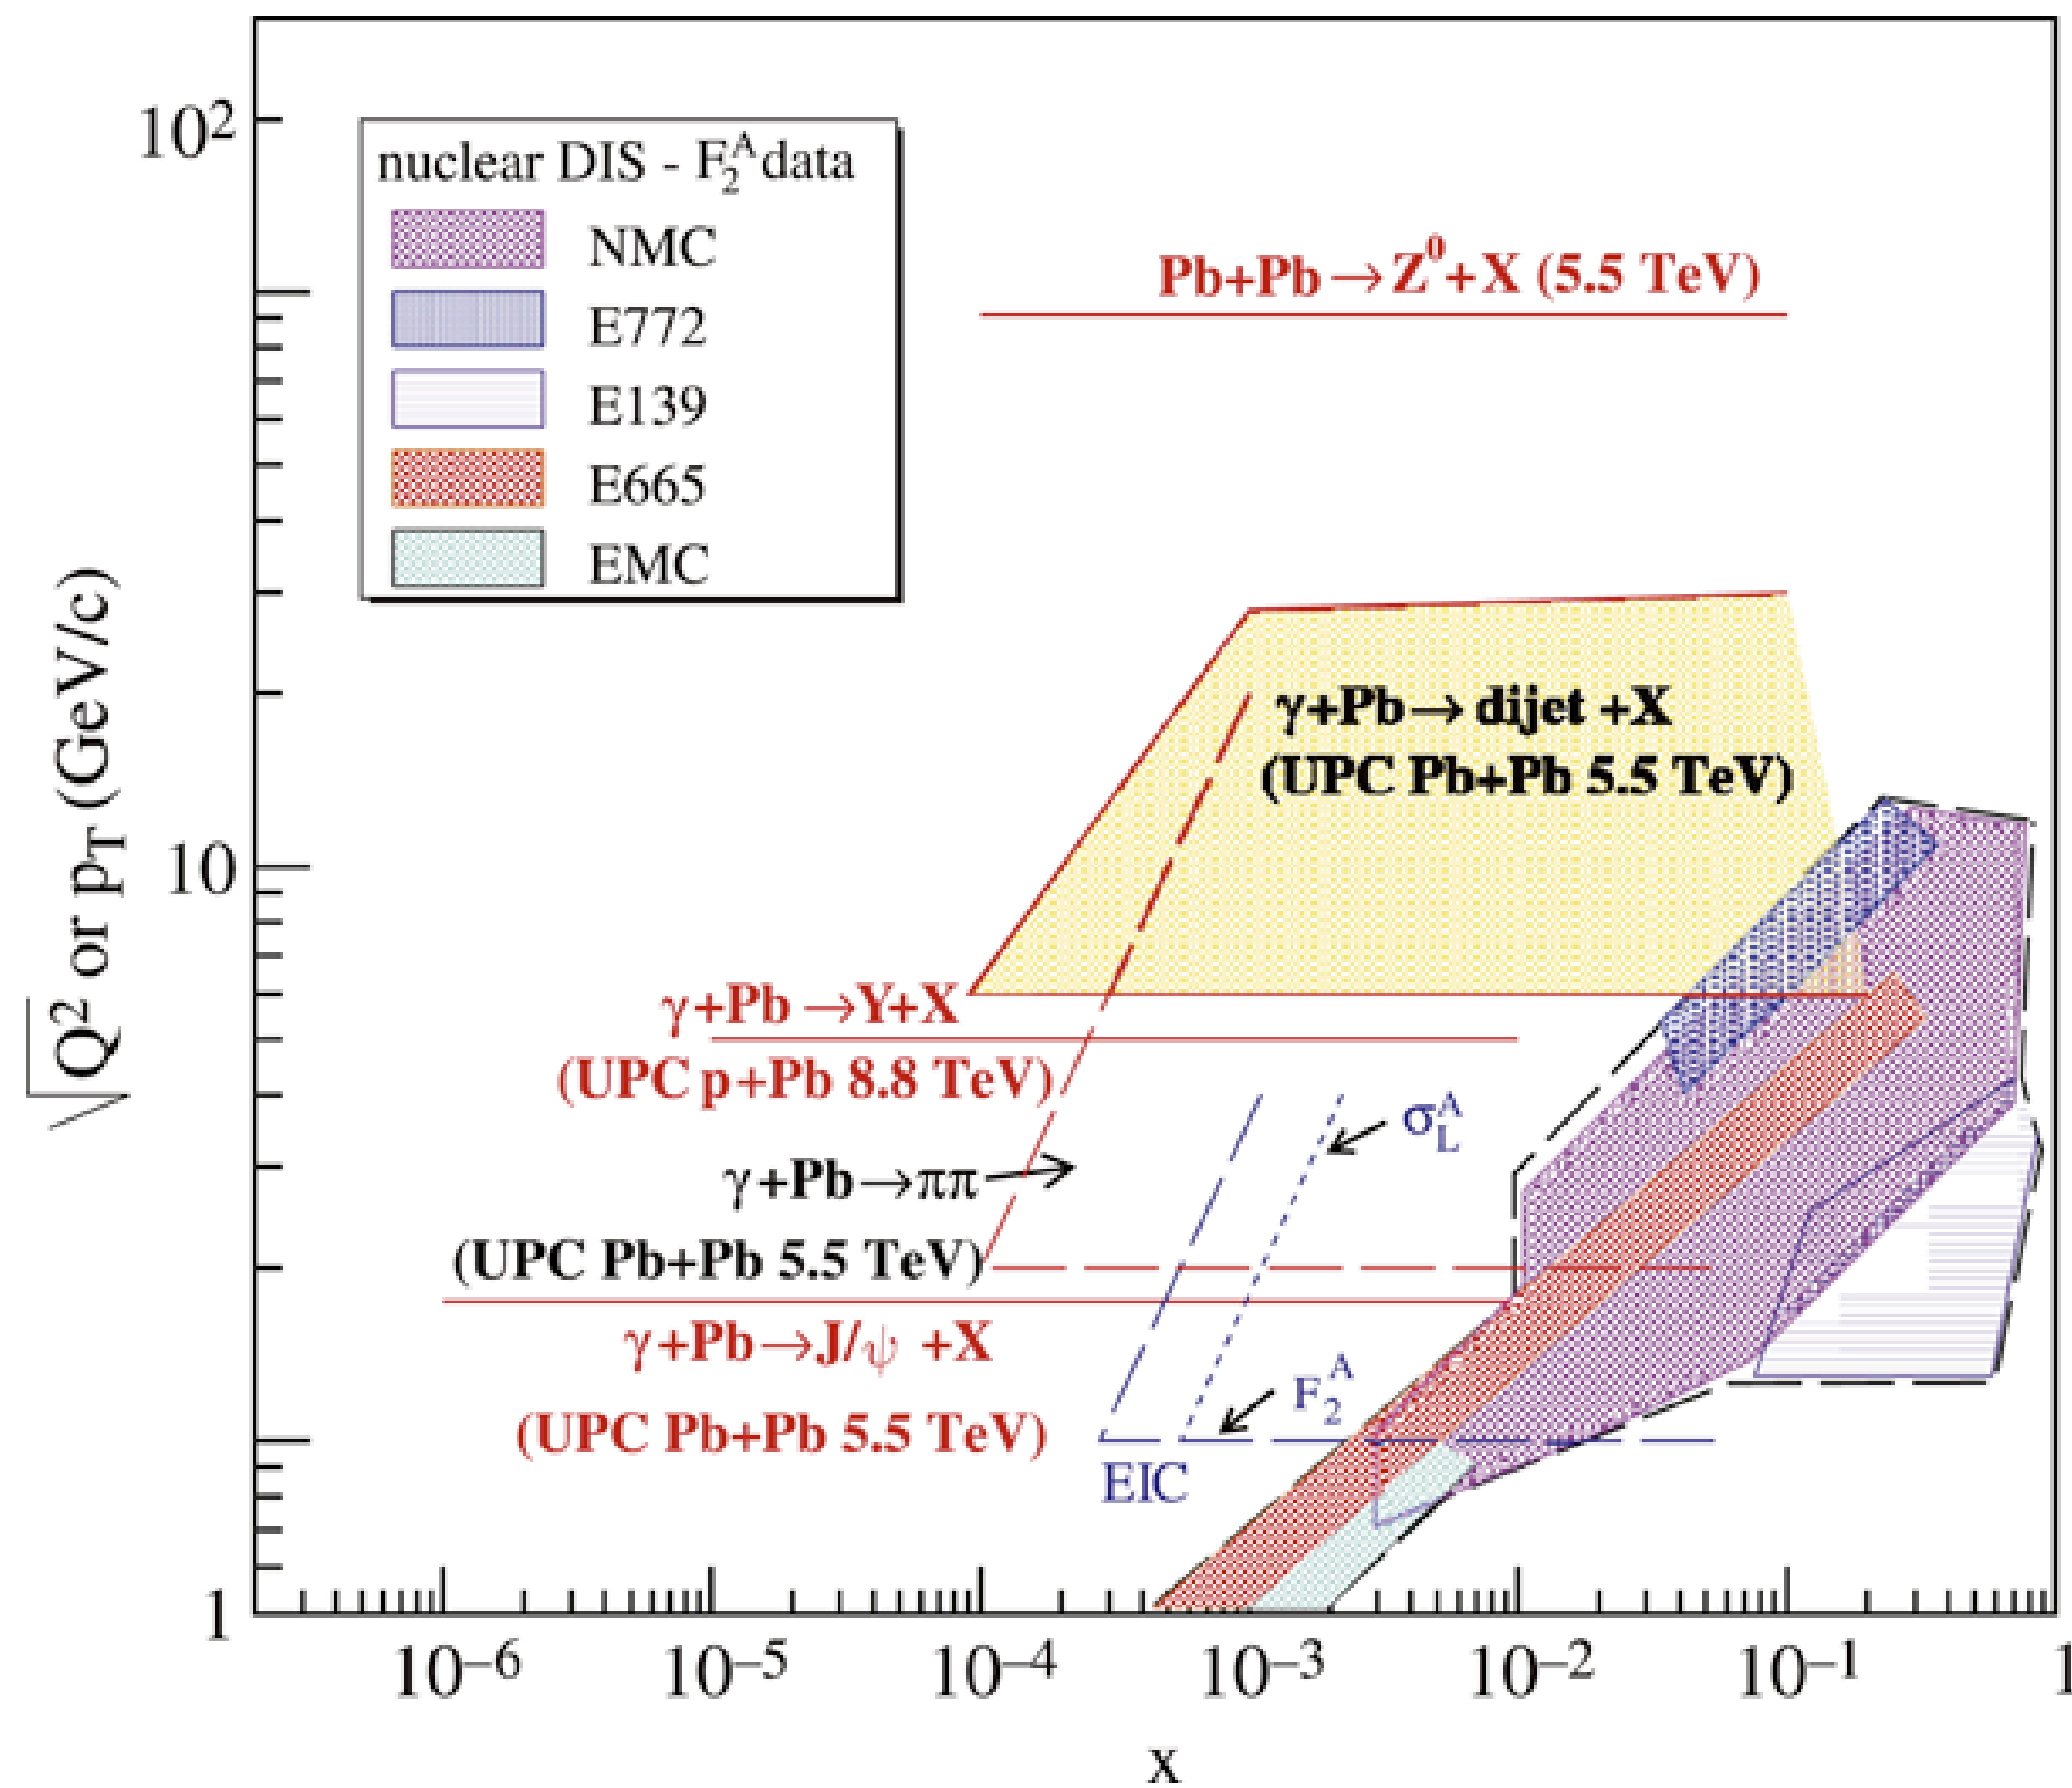 10²
10
1
√Q² or p_T (GeV/c)
nuclear DIS - F₂ᴬ data
NMC
E772
E139
E665
EMC
Pb+Pb → Z⁰+X (5.5 TeV)
γ+Pb → dijet +X
(UPC Pb+Pb 5.5 TeV)
γ+Pb → Υ+X
(UPC p+Pb 8.8 TeV)
γ+Pb → ππ
(UPC Pb+Pb 5.5 TeV)
γ+Pb → J/ψ +X
(UPC Pb+Pb 5.5 TeV)
σ_Lᴬ
F₂ᴬ
EIC
10⁻⁶ 10⁻⁵ 10⁻⁴ 10⁻³ 10⁻² 10⁻¹ 1
x